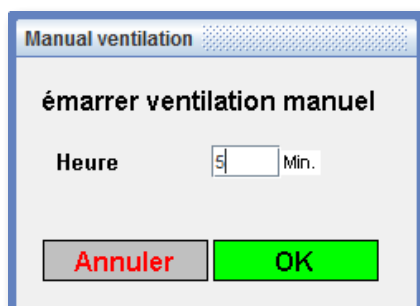 Manual ventilation
émarrer ventilation manuel
Heure 5 Min.
Annuler OK